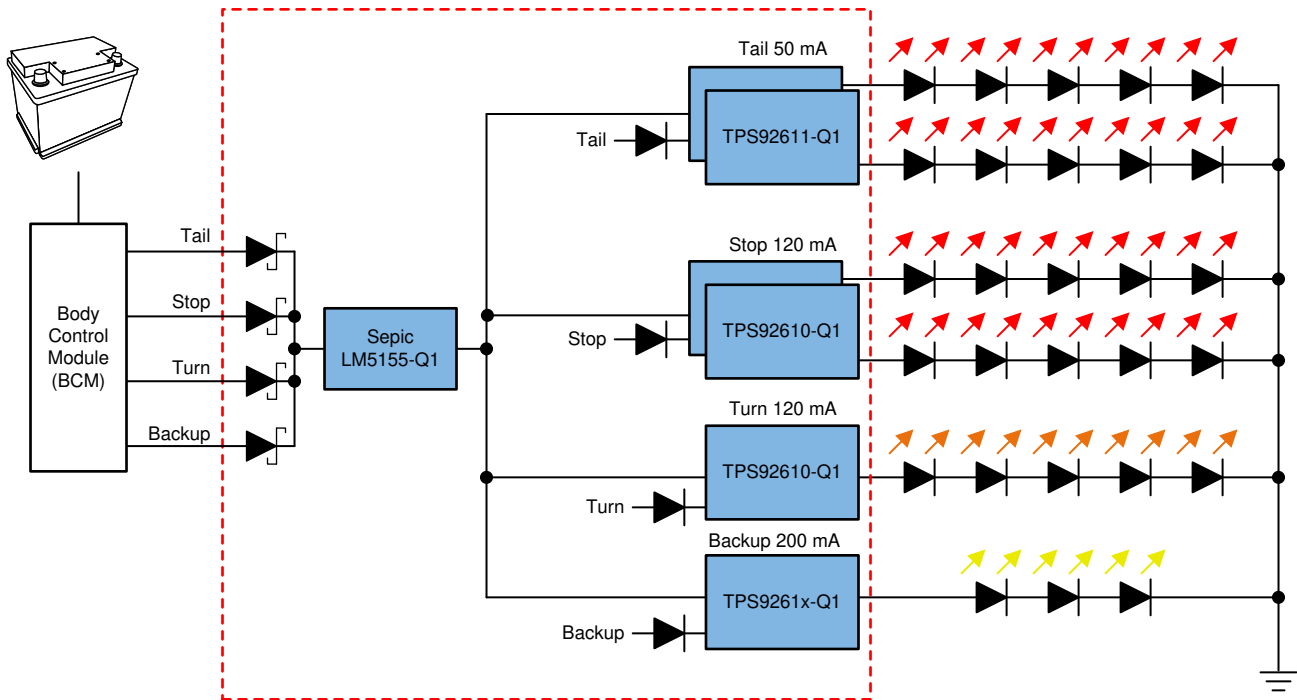 Tail 50 mA
Tail
TPS92611-Q1
Tail
Stop
Turn
Backup
Body
Control
Module
(BCM)
Sepic
LM5155-Q1
Stop 120 mA
Stop
TPS92610-Q1
Turn 120 mA
TPS92610-Q1
Turn
Backup 200 mA
TPS9261x-Q1
Backup